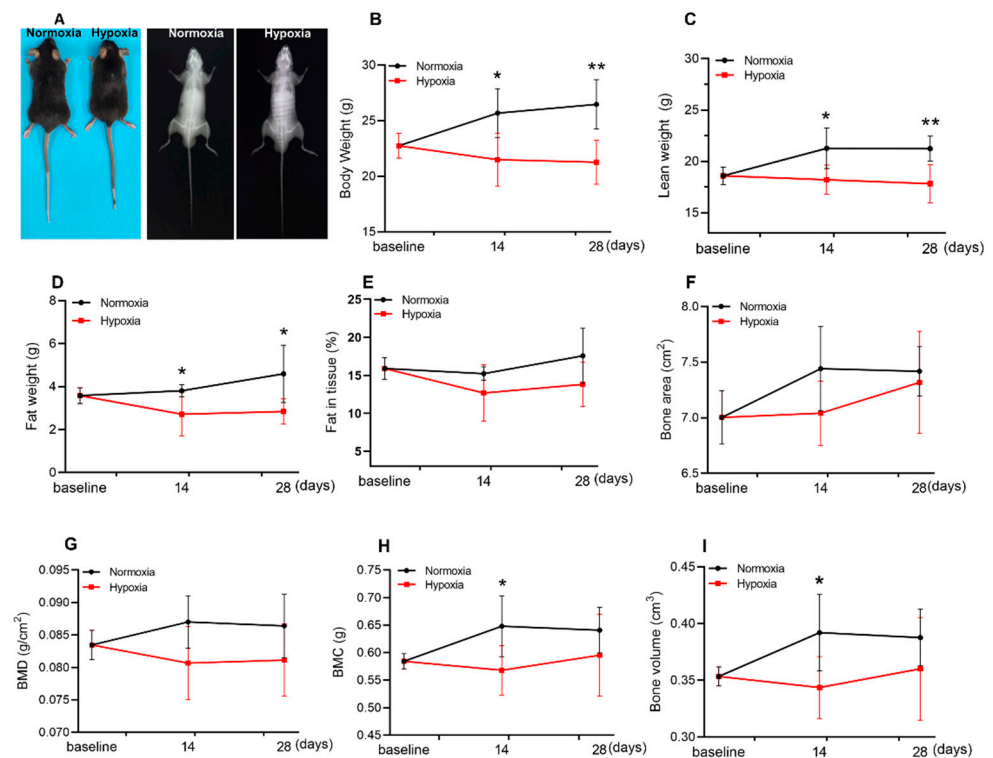 A
Normoxia Hypoxia
Normoxia Hypoxia
B
Normoxia
Hypoxia
Body Weight (g)
30
25
20
15
*
**
baseline 14 28 (days)
C
Normoxia
Hypoxia
Lean weight (g)
30
25
20
15
*
**
baseline 14 28 (days)
D
Normoxia
Hypoxia
Fat weight (g)
8
6
4
2
0
*
*
baseline 14 28 (days)
E
Normoxia
Hypoxia
Fat in tissue (%)
25
20
15
10
5
baseline 14 28 (days)
F
Normoxia
Hypoxia
Bone area (cm²)
8.0
7.5
7.0
6.5
baseline 14 28 (days)
G
Normoxia
Hypoxia
BMD (g/cm²)
0.095
0.090
0.085
0.080
0.075
0.070
baseline 14 28 (days)
H
Normoxia
Hypoxia
BMC (g)
0.75
0.70
0.65
0.60
0.55
0.50
0.45
*
baseline 14 28 (days)
I
Normoxia
Hypoxia
Bone volume (cm³)
0.45
0.40
0.35
0.30
*
baseline 14 28 (days)